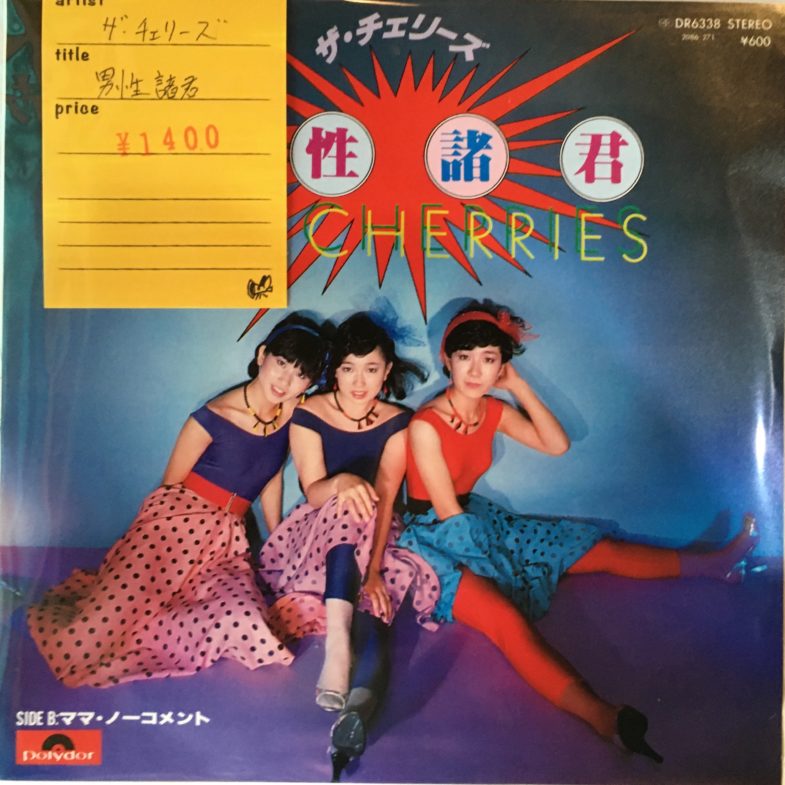 artist
ザ・チェリーズ
title
男性諸君
price
¥1400
ザ・チェリーズ
DR6338 STEREO
2086 271
¥600
性諸君
CHERRIES
SIDE B:ママ・ノーコメント
polydor